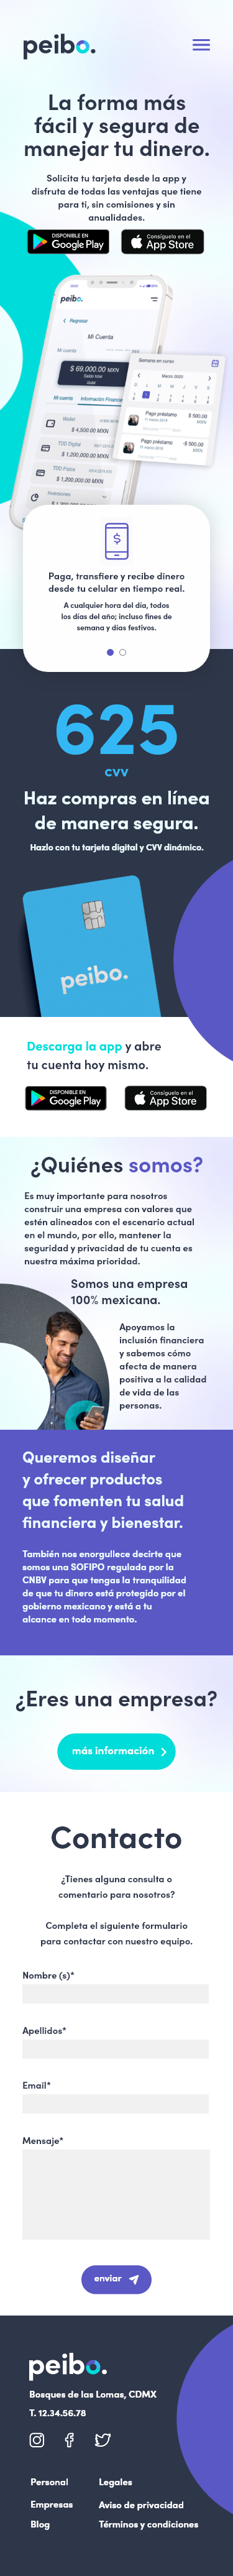 peibo.
La forma más
fácil y segura de
manejar tu dinero.
Solicita tu tarjeta desde la app y
disfruta de todas las ventajas que tiene
para ti, sin comisiones y sin
anualidades.
DISPONIBLE EN
Google Play
Consíguelo en el
App Store
peibo.
Regresar
Mi cuenta
Mi cuenta
$ 69,000.00 MXN
Saldo total
Mi cuenta
Información Financiera
Wallet
4,000.00 MXN
TDD Digital
TDD Física
Inversiones
Semana en curso
Marzo 2020
Pago préstamo
$ 500.00
MXN
Pago préstamo
$ 500.00
MXN
Paga, transfiere y recibe dinero
desde tu celular en tiempo real.
A cualquier hora del día, todos
los días del año; incluso fines de
semana y días festivos.
625
CVV
Haz compras en línea
de manera segura.
Hazlo con tu tarjeta digital y CVV dinámico.
peibo.
Descarga la app y abre
tu cuenta hoy mismo.
DISPONIBLE EN
Google Play
Consíguelo en el
App Store
¿Quiénes somos?
Es muy importante para nosotros
construir una empresa con valores que
estén alineados con el escenario actual
en el mundo, por ello, mantener la
seguridad y privacidad de tu cuenta es
nuestra máxima prioridad.
Somos una empresa
100% mexicana.
Apoyamos la
inclusión financiera
y sabemos cómo
afecta de manera
positiva a la calidad
de vida de las
personas.
Queremos diseñar
y ofrecer productos
que fomenten tu salud
financiera y bienestar.
También nos enorgullece decirte que
somos una SOFIPO regulada por la
CNBV para que tengas la tranquilidad
de que tu dinero está protegido por el
gobierno mexicano y está a tu
alcance en todo momento.
¿Eres una empresa?
más información
Contacto
¿Tienes alguna consulta o
comentario para nosotros?
Completa el siguiente formulario
para contactar con nuestro equipo.
Nombre (s)*
Apellidos*
Email*
Mensaje*
enviar
peibo.
Bosques de las Lomas, CDMX
T. 12.34.56.78
Personal
Legales
Empresas
Aviso de privacidad
Blog
Términos y condiciones